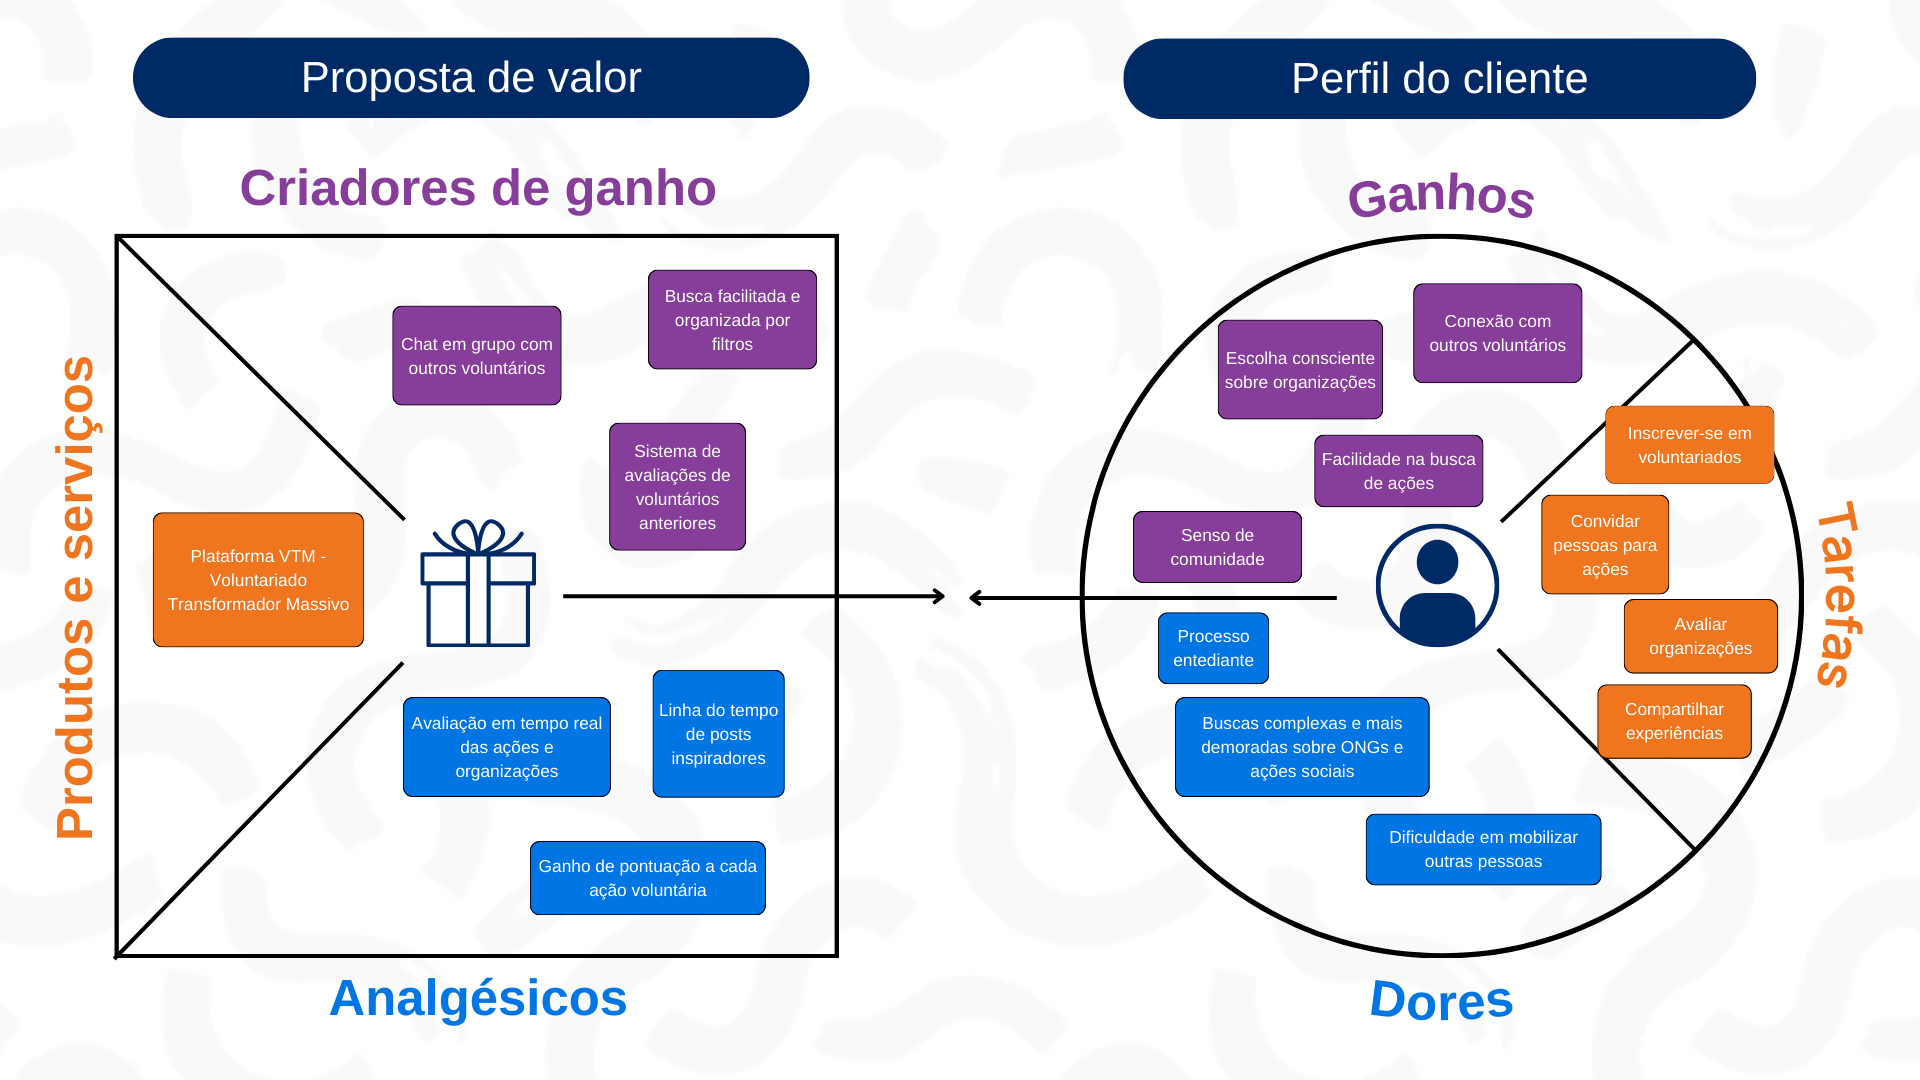 Proposta de valor
Criadores de ganho
Produtos e serviços
Chat em grupo com
outros voluntários
Busca facilitada e
organizada por
filtros
Sistema de
avaliações de
voluntários
anteriores
Plataforma VTM -
Voluntariado
Transformador Massivo
Avaliação em tempo real
das ações e
organizações
Linha do tempo
de posts
inspiradores
Ganho de pontuação a cada
ação voluntária
Analgésicos
Perfil do cliente
Ganhos
Conexão com
outros voluntários
Escolha consciente
sobre organizações
Facilidade na busca
de ações
Senso de
comunidade
Inscrever-se em
voluntariados
Convidar
pessoas para
ações
Avaliar
organizações
Compartilhar
experiências
Tarefas
Processo
entediante
Buscas complexas e mais
demoradas sobre ONGs e
ações sociais
Dificuldade em mobilizar
outras pessoas
Dores